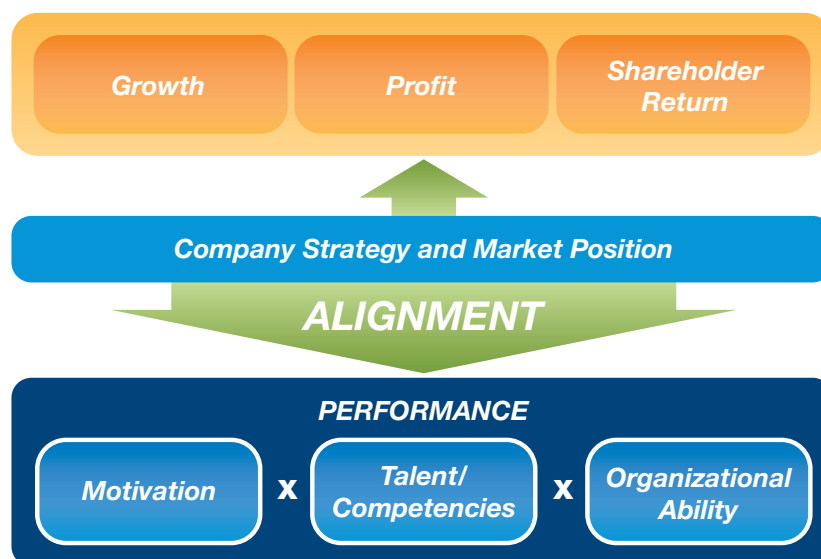 Growth
Profit
Shareholder
Return
Company Strategy and Market Position
ALIGNMENT
PERFORMANCE
Motivation
x
Talent/
Competencies
x
Organizational
Ability